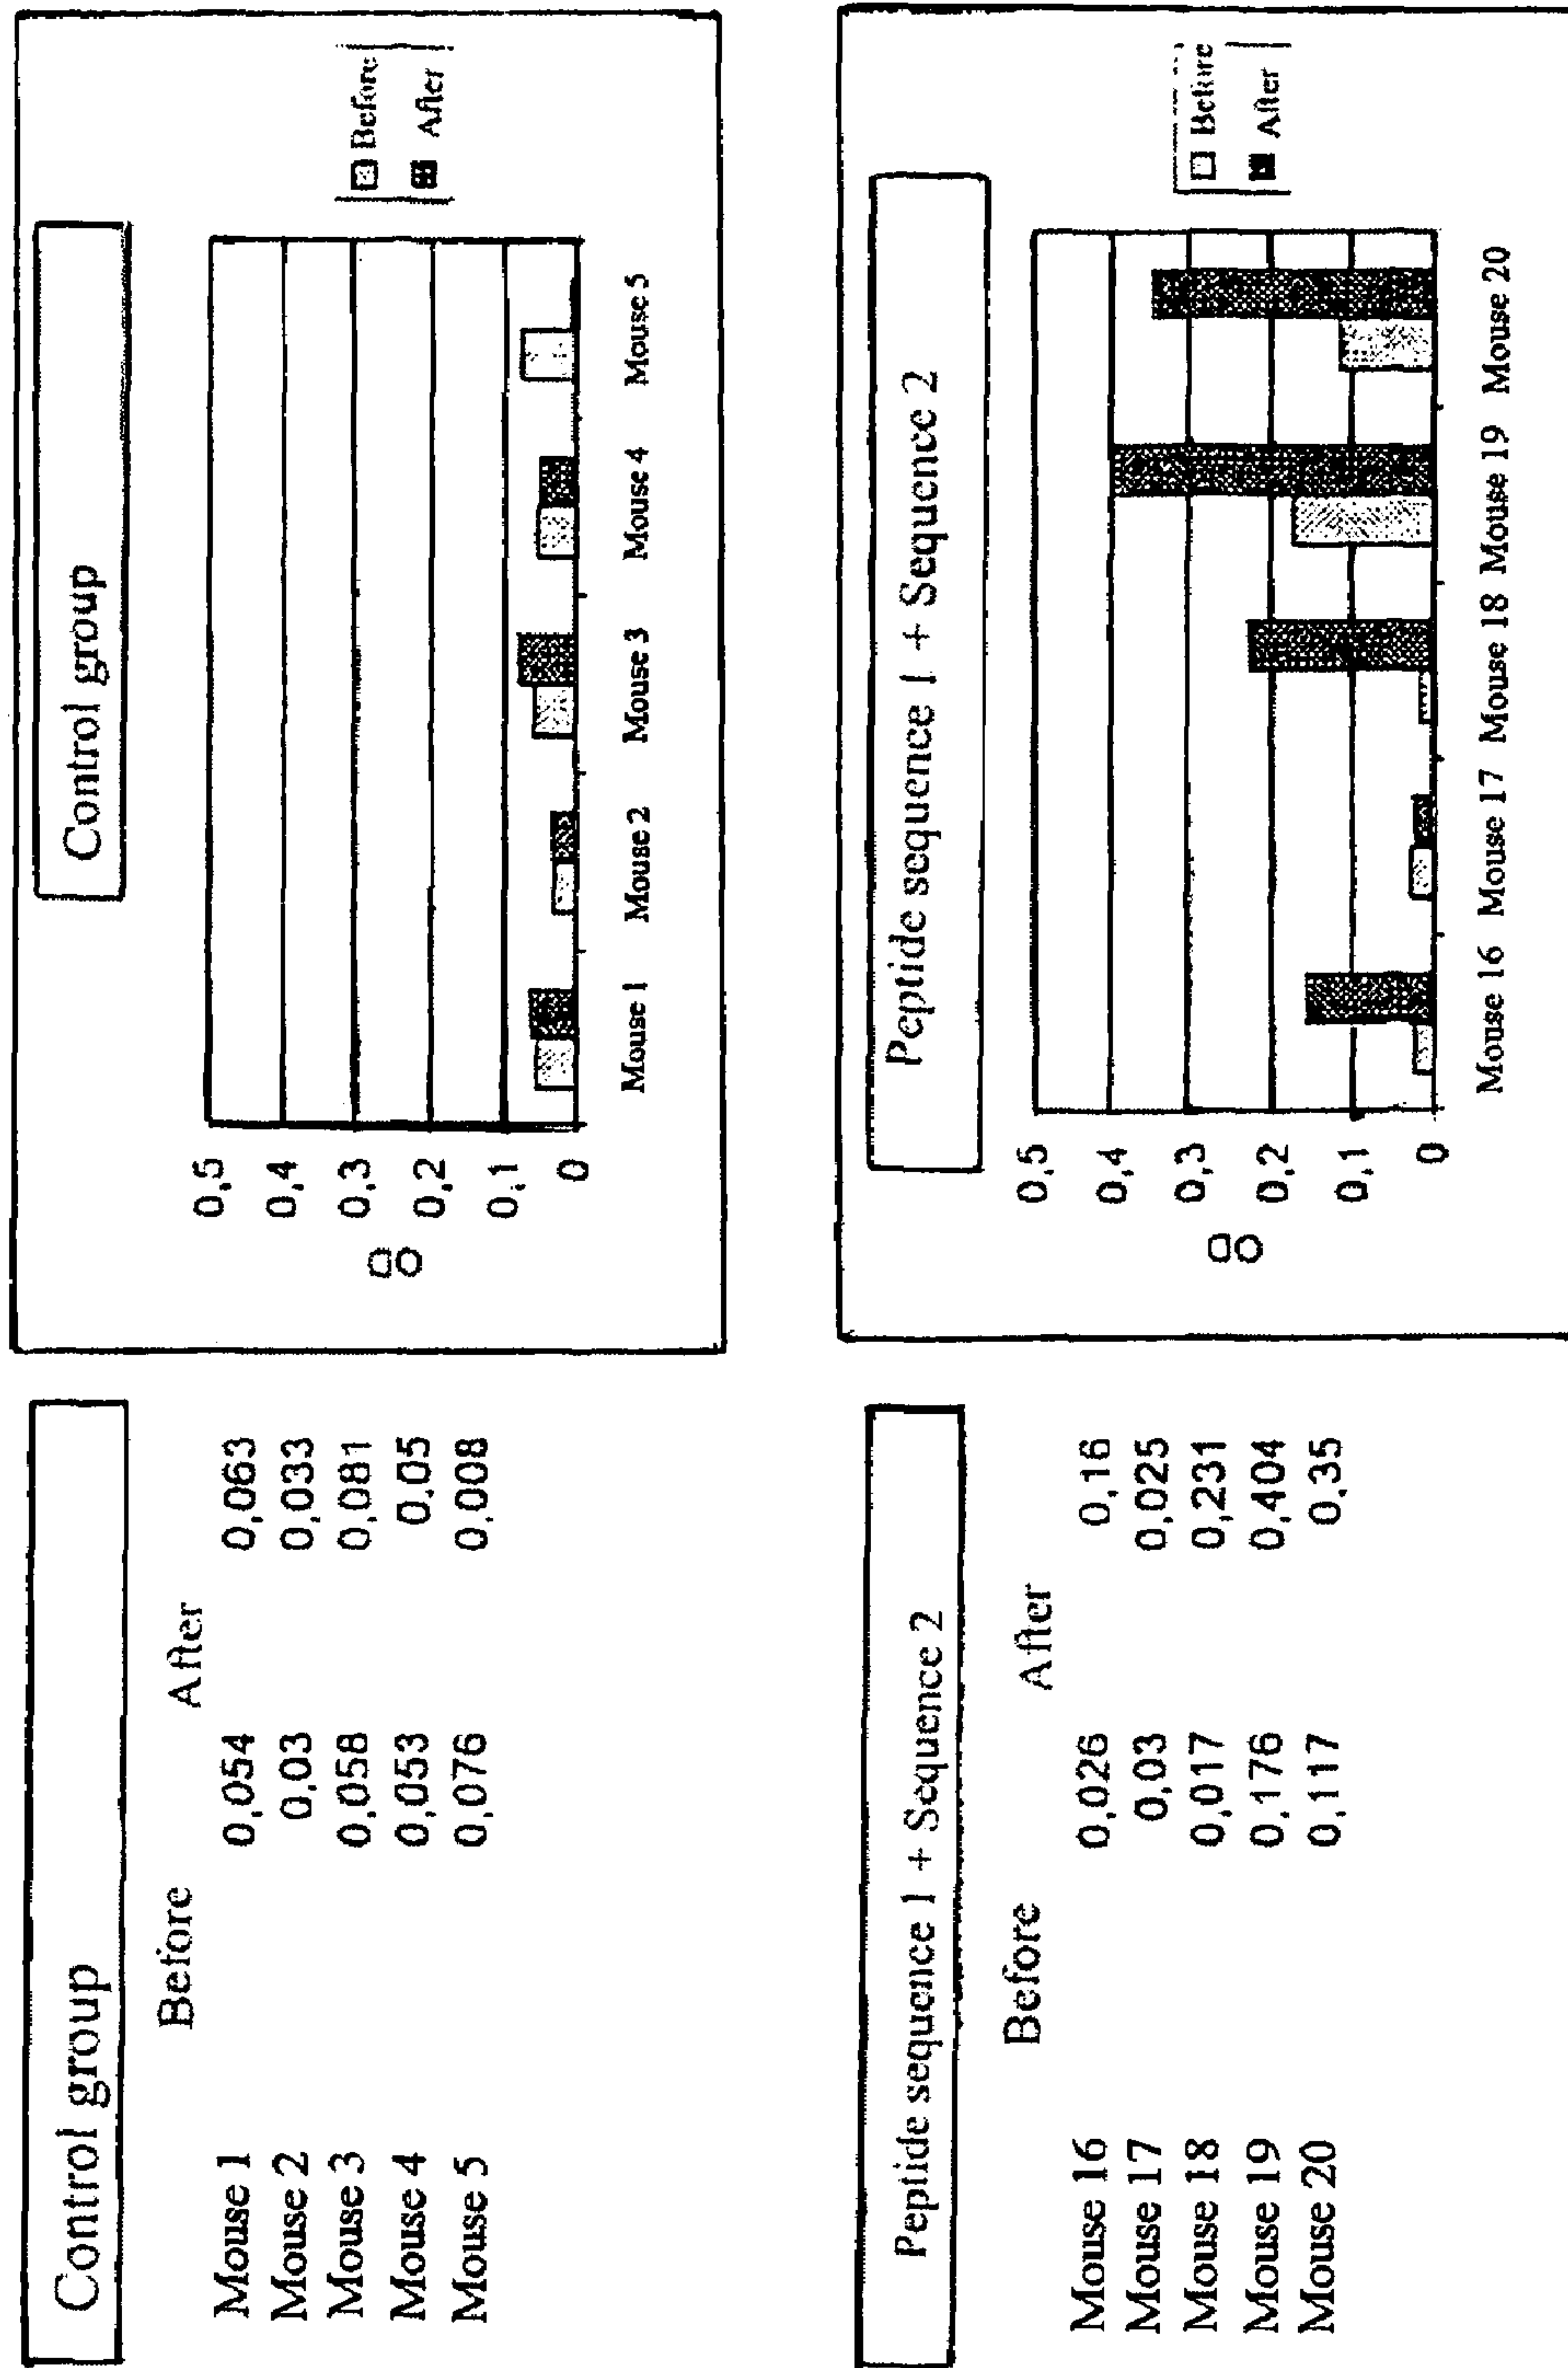 Control group
Before After
Mouse 1 0,054 0,063
Mouse 2 0,03 0,033
Mouse 3 0,058 0,081
Mouse 4 0,053 0,05
Mouse 5 0,076 0,008
Control group
OD
0,5
0,4
0,3
0,2
0,1
0
Mouse 1 Mouse 2 Mouse 3 Mouse 4 Mouse 5
Before
After
Peptide sequence 1 + Sequence 2
Before After
Mouse 16 0,026 0,16
Mouse 17 0,03 0,025
Mouse 18 0,017 0,231
Mouse 19 0,176 0,404
Mouse 20 0,117 0,35
Peptide sequence 1 + Sequence 2
OD
0,5
0,4
0,3
0,2
0,1
0
Mouse 16 Mouse 17 Mouse 18 Mouse 19 Mouse 20
Before
After